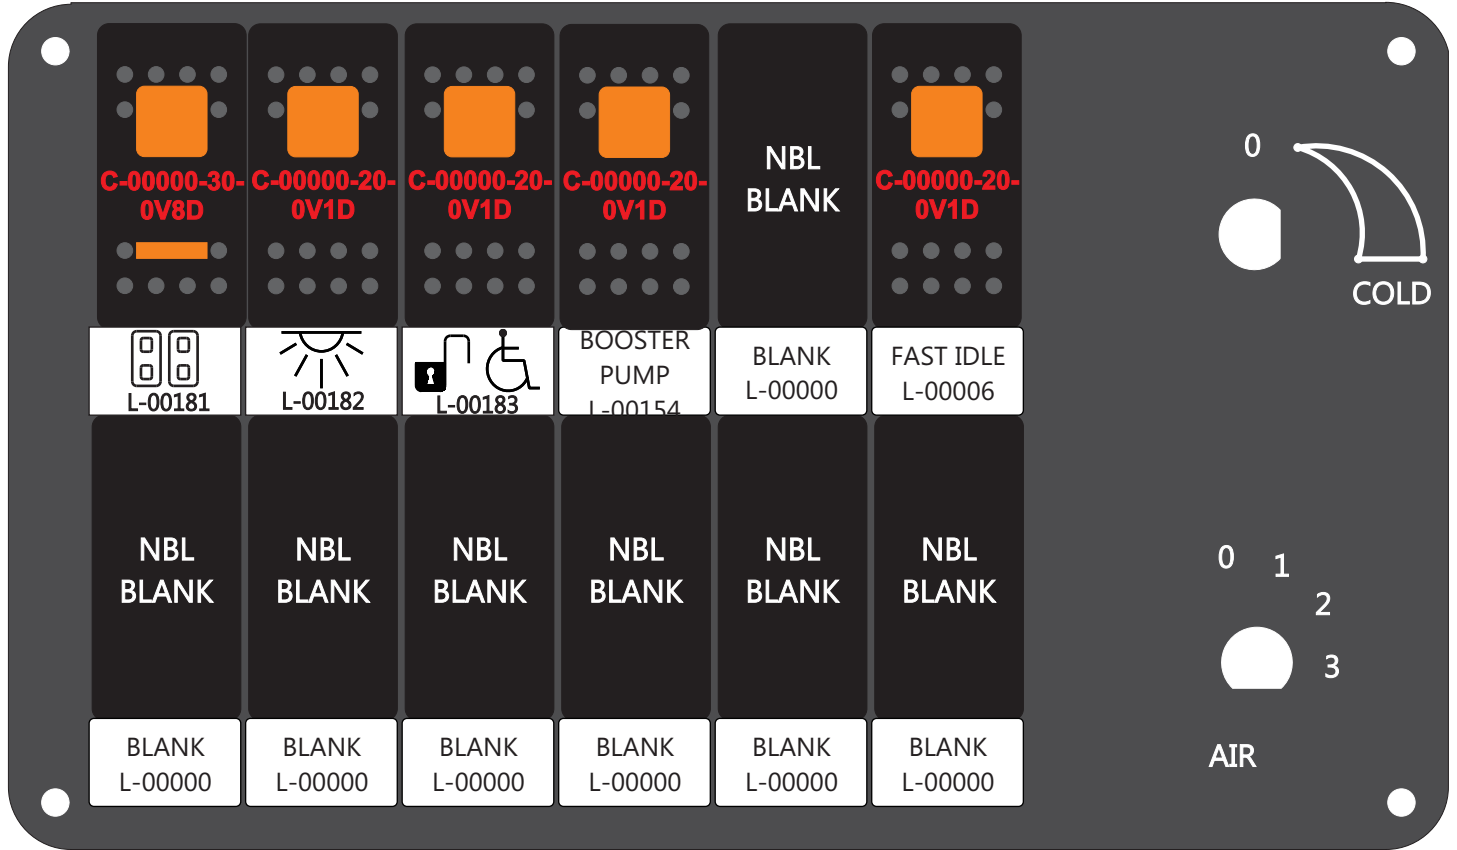 C-00000-30-
0V8D
C-00000-20-
0V1D
C-00000-20-
0V1D
C-00000-20-
0V1D
NBL
BLANK
C-00000-20-
0V1D
0
COLD
L-00181
L-00182
L-00183
BOOSTER
PUMP
L-00154
BLANK
L-00000
FAST IDLE
L-00006
NBL
BLANK
NBL
BLANK
NBL
BLANK
NBL
BLANK
NBL
BLANK
NBL
BLANK
0
1
2
3
AIR
BLANK
L-00000
BLANK
L-00000
BLANK
L-00000
BLANK
L-00000
BLANK
L-00000
BLANK
L-00000